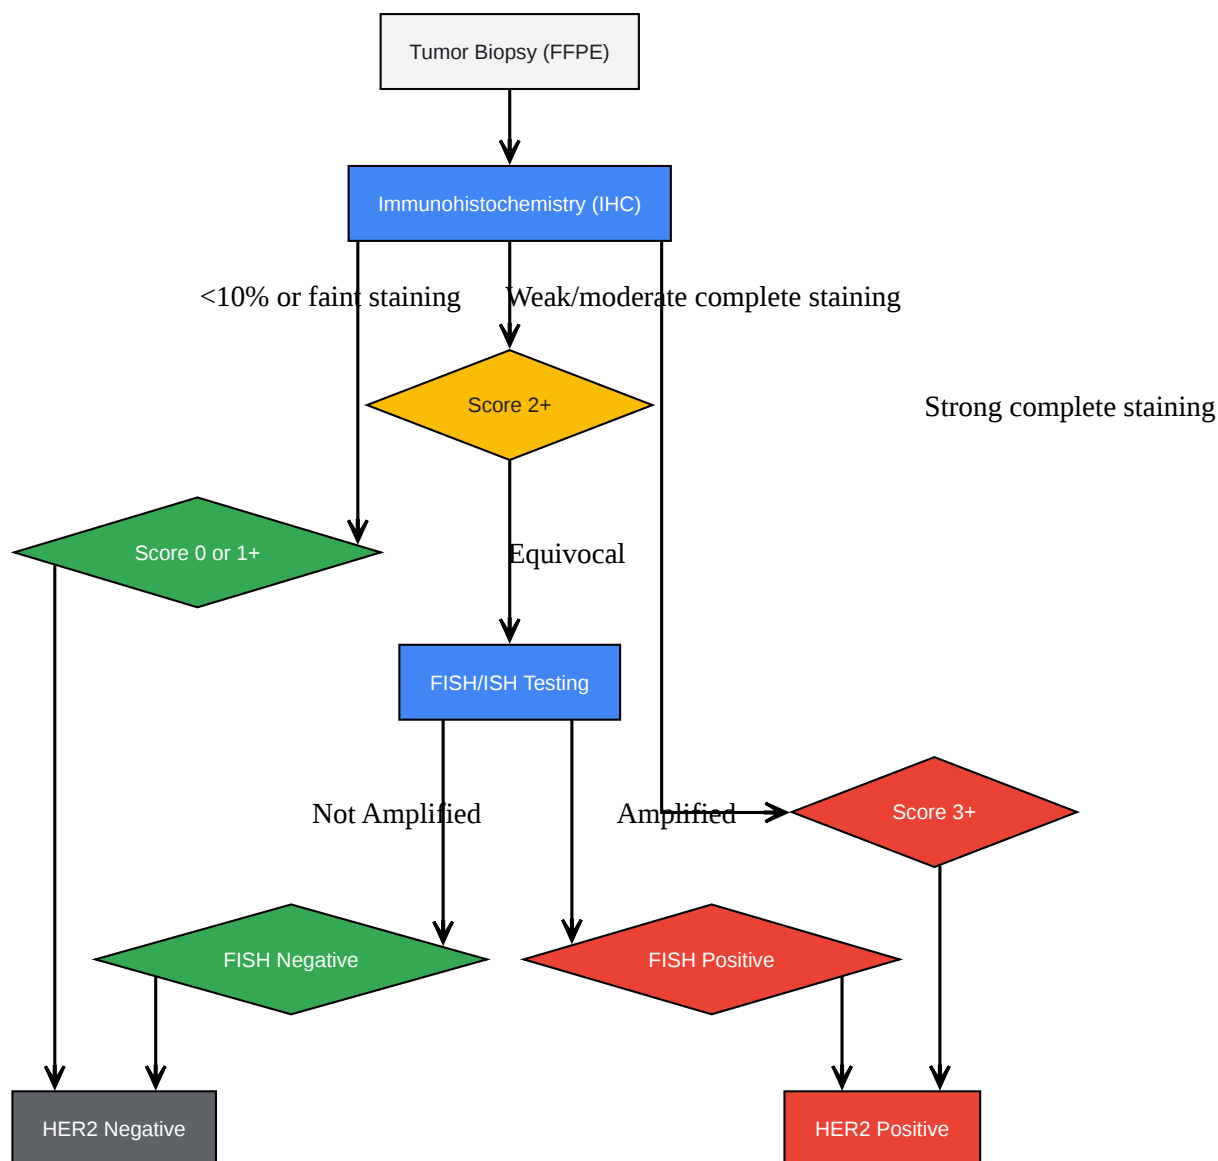 Tumor Biopsy (FFPE)
Immunohistochemistry (IHC)
<10% or faint staining
Weak/moderate complete staining
Score 2+
Strong complete staining
Score 0 or 1+
Equivocal
FISH/ISH Testing
Not Amplified
Amplified
Score 3+
FISH Negative
FISH Positive
HER2 Negative
HER2 Positive